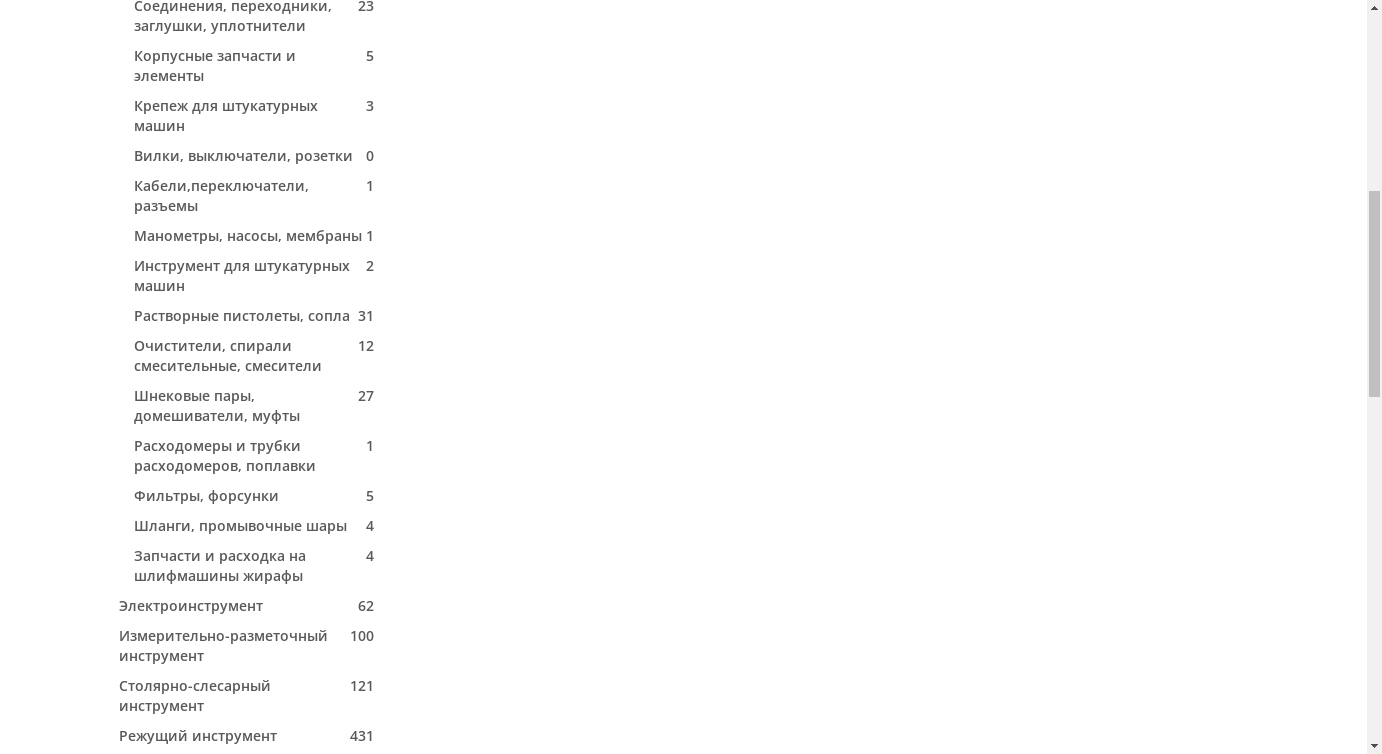 Соединения, переходники, 23
заглушки, уплотнители
Корпусные запчасти и 5
элементы
Крепеж для штукатурных 3
машин
Вилки, выключатели, розетки 0
Кабели,переключатели, 1
разъемы
Манометры, насосы, мембраны 1
Инструмент для штукатурных 2
машин
Растворные пистолеты, сопла 31
Очистители, спирали 12
смесительные, смесители
Шнековые пары, 27
домешиватели, муфты
Расходомеры и трубки 1
расходомеров, поплавки
Фильтры, форсунки 5
Шланги, промывочные шары 4
Запчасти и расходка на 4
шлифмашины жирафы
Электроинструмент 62
Измерительно-разметочный 100
инструмент
Столярно-слесарный 121
инструмент
Режущий инструмент 431